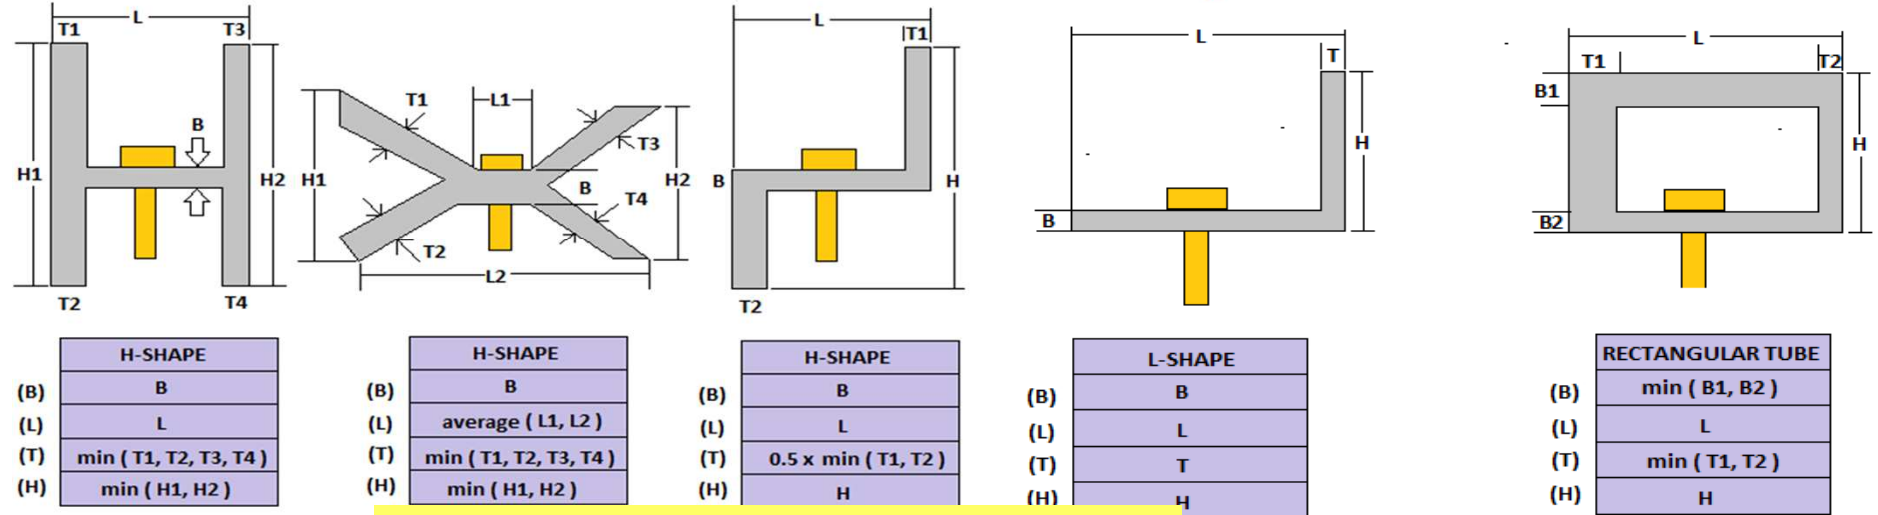 L
T1 T3
B
H1 H2
T2 T4
T1 L1
T3
H1 B H2
T4
T2
L2
L
T1
B H
T2
L
T
H
B
L
T1 T2
B1
H
B2
H-SHAPE
(B) B
(L) L
(T) min ( T1, T2, T3, T4 )
(H) min ( H1, H2 )
H-SHAPE
(B) B
(L) average ( L1, L2 )
(T) min ( T1, T2, T3, T4 )
(H) min ( H1, H2 )
H-SHAPE
(B) B
(L) L
(T) 0.5 x min ( T1, T2 )
(H) H
L-SHAPE
(B) B
(L) L
(T) T
(H) H
RECTANGULAR TUBE
(B) min ( B1, B2 )
(L) L
(T) min ( T1, T2 )
(H) H